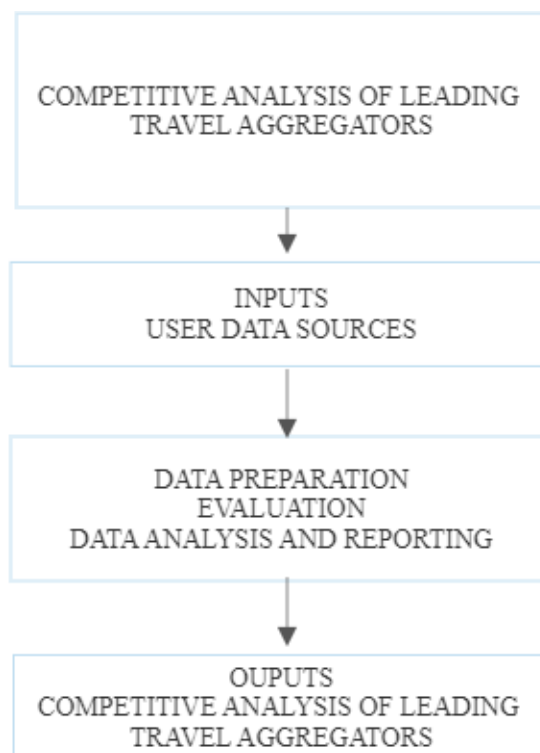 COMPETITIVE ANALYSIS OF LEADING
TRAVEL AGGREGATORS
INPUTS
USER DATA SOURCES
DATA PREPARATION
EVALUATION
DATA ANALYSIS AND REPORTING
OUPUTS
COMPETITIVE ANALYSIS OF LEADING
TRAVEL AGGREGATORS